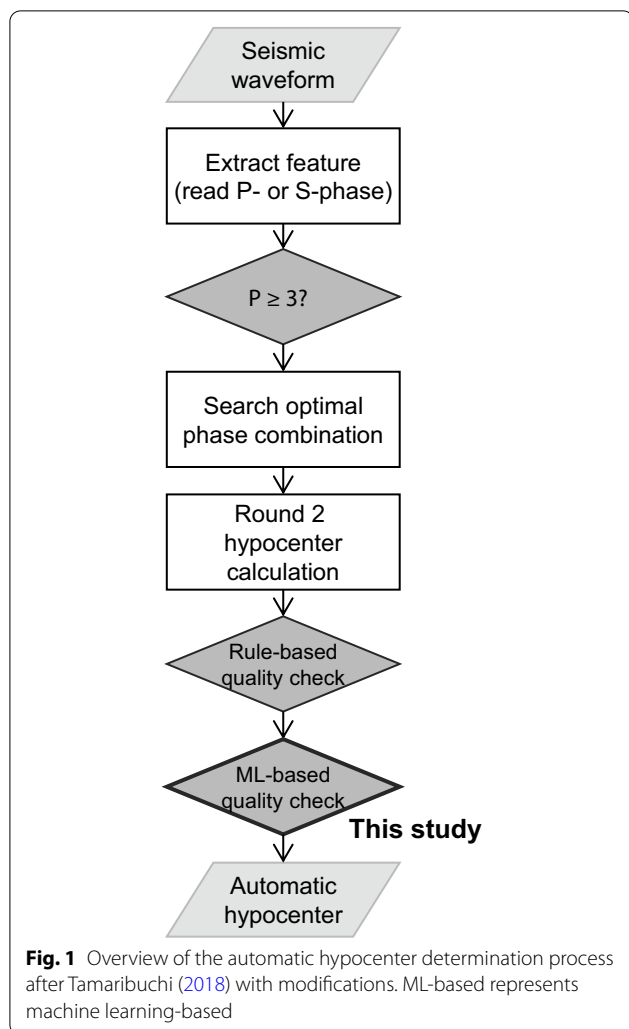 Seismic
waveform
Extract feature
(read P- or S-phase)
P ≥ 3?
Search optimal
phase combination
Round 2
hypocenter
calculation
Rule-based
quality check
ML-based
quality check
This study
Automatic
hypocenter
Fig. 1 Overview of the automatic hypocenter determination process
after Tamaribuchi (2018) with modifications. ML-based represents
machine learning-based